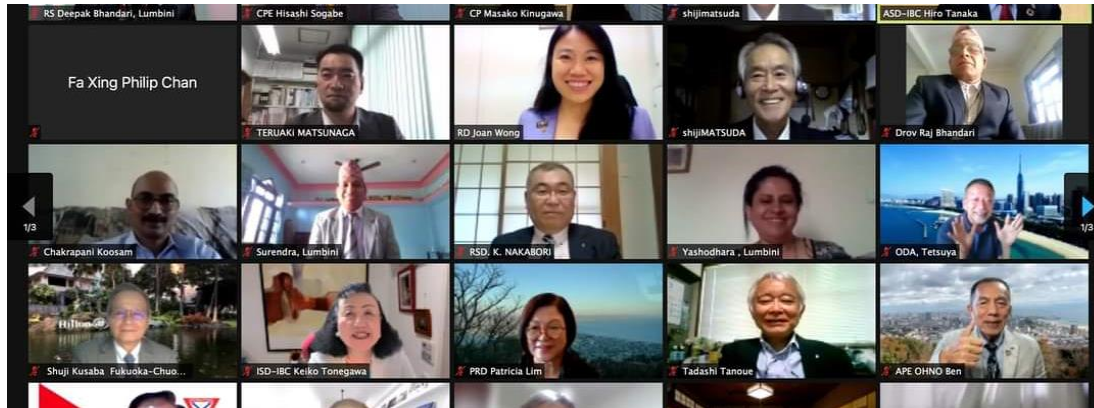 RS Deepak Bhandari, Lumbini
CPE Hisashi Sogabe
CP Masako Kinugawa
shijimatsuda
ASD-IBC Hiro Tanaka
Fa Xing Philip Chan
TERUAKI MATSUNAGA
RD Joan Wong
shijiMATSUDA
Drov Raj Bhandari
1/3
1/3
Chakrapani Koosam
Surendra, Lumbini
RSD. K. NAKABORI
Yashodhara , Lumbini
ODA, Tetsuya
Hilton
Shuji Kusaba Fukuoka-Chuo...
ISD-IBC Keiko Tonegawa
PRD Patricia Lim
Tadashi Tanoue
APE OHNO Ben